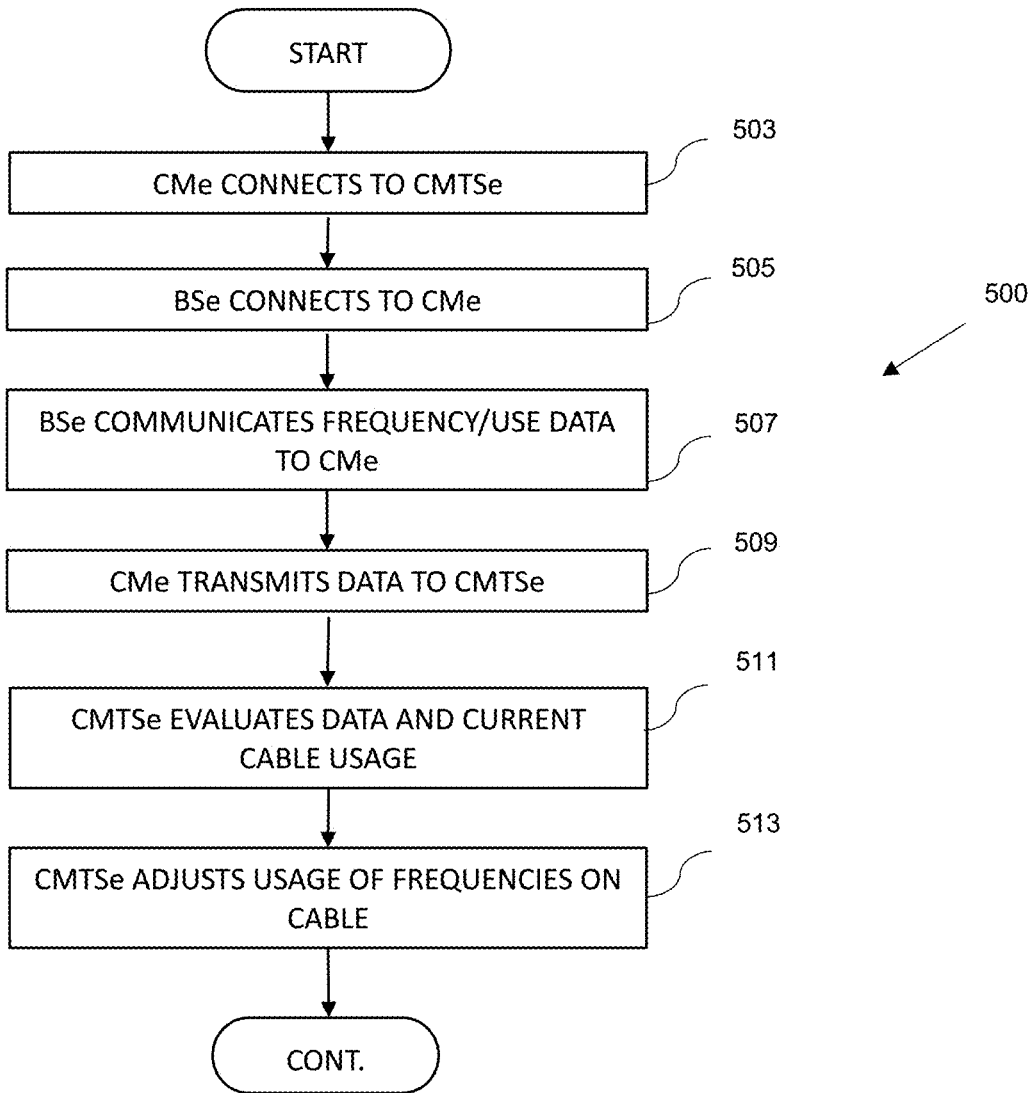 START
503
CMe CONNECTS TO CMTSe
505
BSe CONNECTS TO CMe
500
BSe COMMUNICATES FREQUENCY/USE DATA
TO CMe
507
CMe TRANSMITS DATA TO CMTSe
509
511
CMTSe EVALUATES DATA AND CURRENT
CABLE USAGE
513
CMTSe ADJUSTS USAGE OF FREQUENCIES ON
CABLE
CONT.